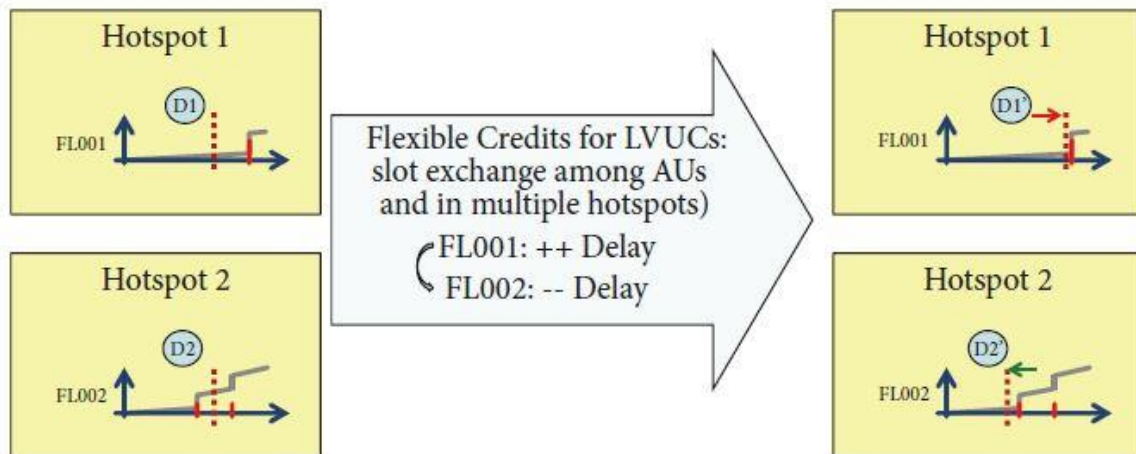 Hotspot 1
D1
FL001
Hotspot 2
D2
FL002
Flexible Credits for LVUCs:
slot exchange among AUs
and in multiple hotspots)
FL001: ++ Delay
FL002: -- Delay
Hotspot 1
D1'
FL001
Hotspot 2
D2'
FL002